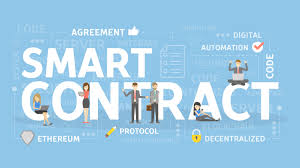 AGREEMENT
DIGITAL
AUTOMATION
SMART
CODE
CONTRACT
ETHEREUM
PROTOCOL
DECENTRALIZED